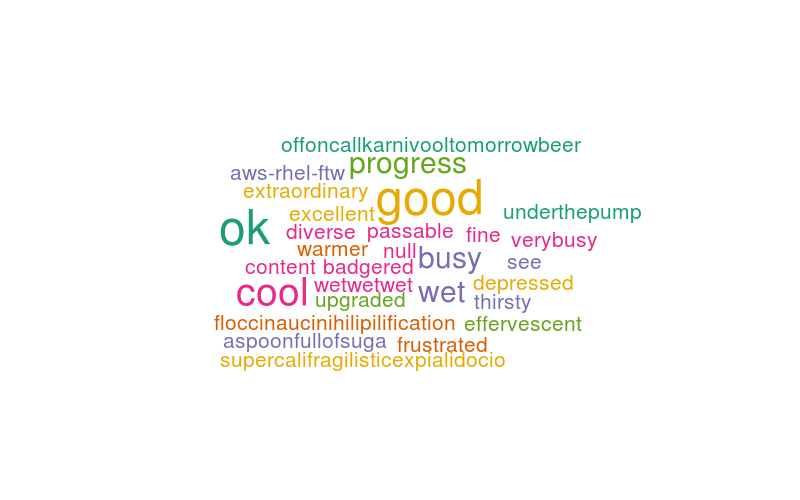 offoncallkarnivooltomorrowbeer
progress
aws-rhel-ftw
extraordinary
good
excellent
underthepump
ok
diverse
passable
fine
verybusy
warmer
null
busy
see
content
badgered
cool
wetwetwet
wet
depressed
upgraded
thirsty
floccinaucinihilipilification
effervescent
aspoonfullofsuga
frustrated
supercalifragilisticexpialidocio